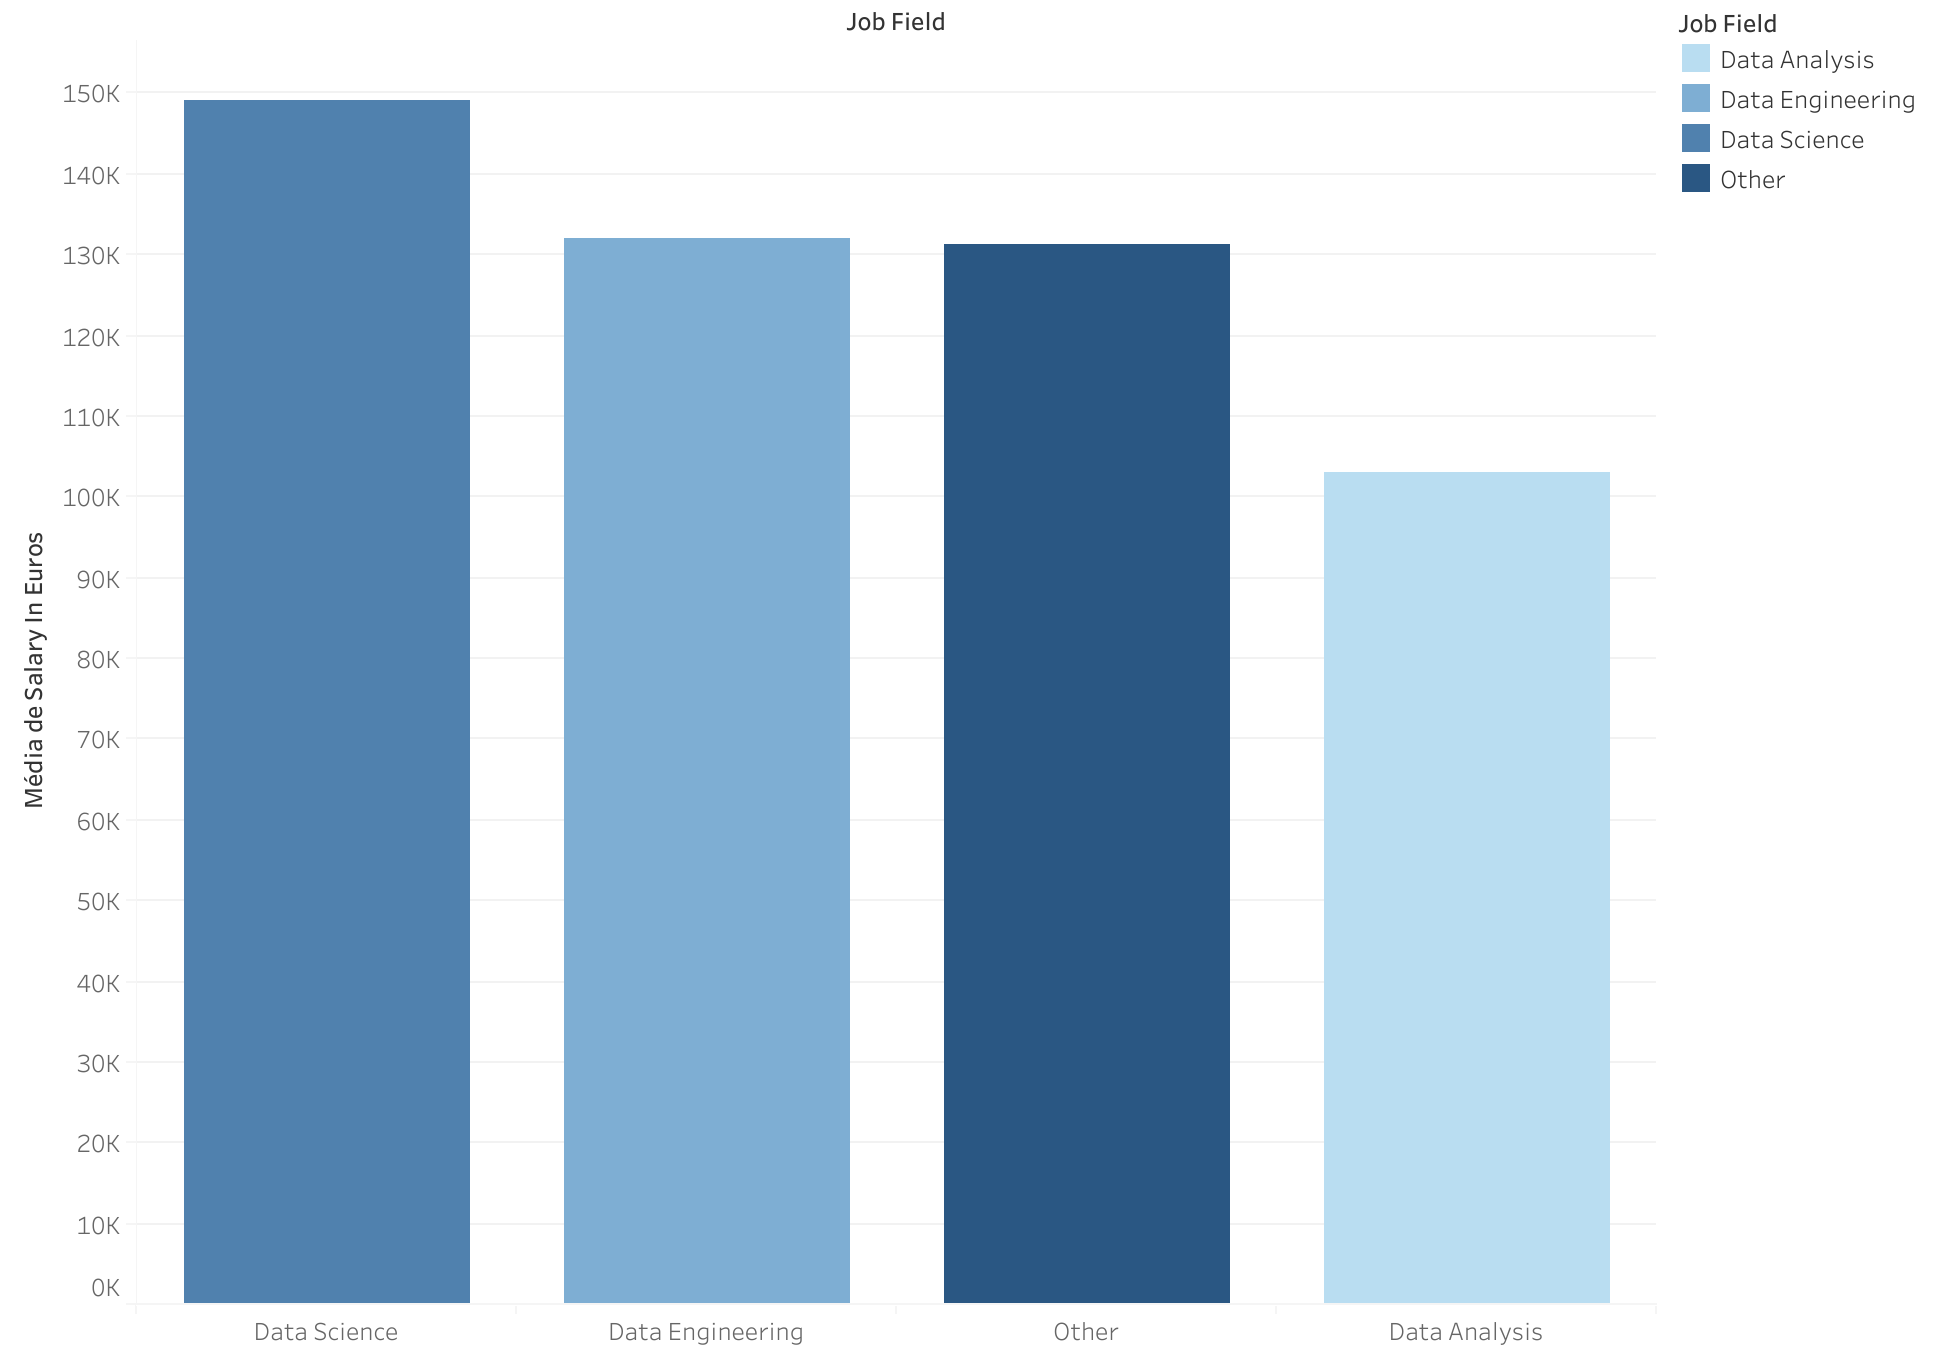 Job Field
150K
140K
130K
120K
110K
100K
90K
80K
70K
60K
50K
40K
30K
20K
10K
0K
Média de Salary In Euros
Data Science
Data Engineering
Other
Data Analysis
Job Field
Data Analysis
Data Engineering
Data Science
Other